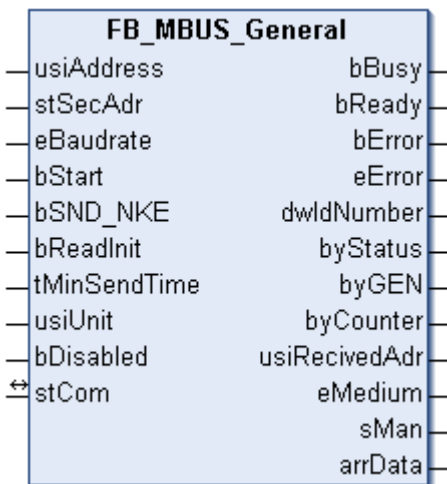 FB_MBUS_General
usiAddress bBusy
stSecAdr bReady
eBaudrate bError
bStart eError
bSND_NKE dwIdNumber
bReadInit byStatus
tMinSendTime byGEN
usiUnit byCounter
bDisabled usiRecivedAdr
stCom eMedium
sMan
arrData